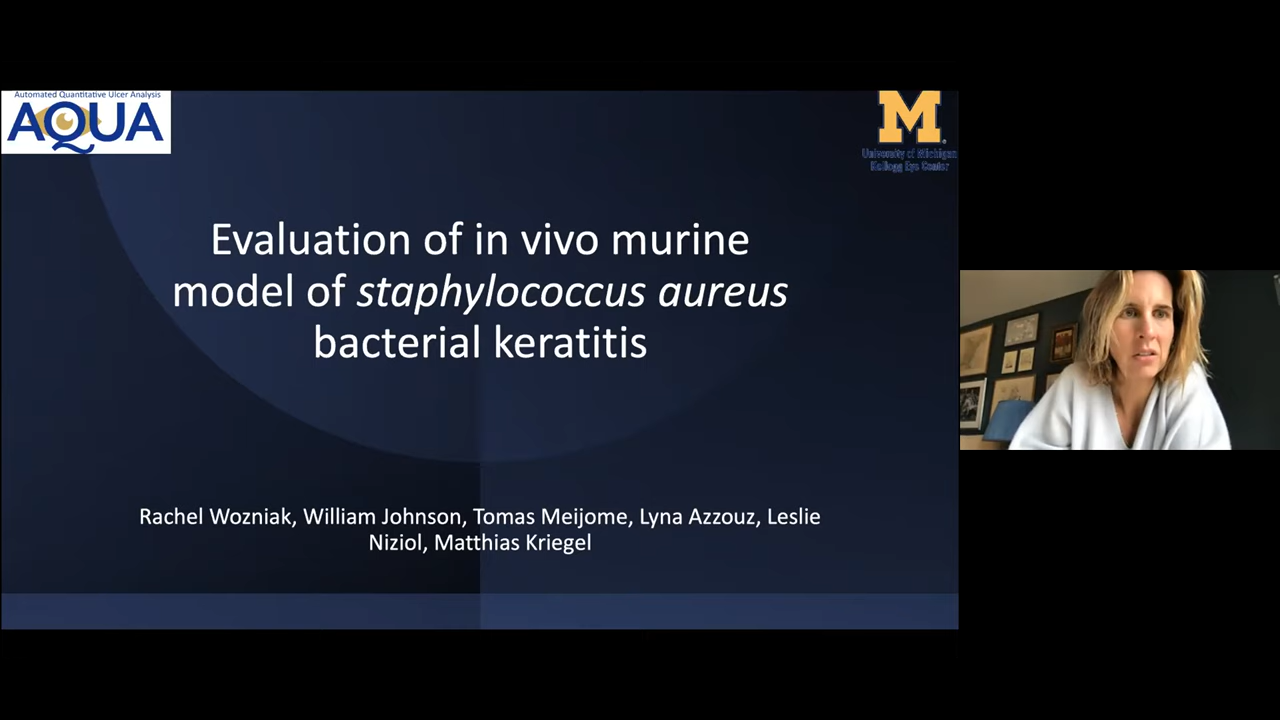 Automated Quantitative Ulcer Analysis
AQUA
M
University of Michigan
Kellogg Eye Center
Evaluation of in vivo murine
model of staphylococcus aureus
bacterial keratitis
Rachel Wozniak, William Johnson, Tomas Meijome, Lyna Azzouz, Leslie
Niziol, Matthias Kriegel